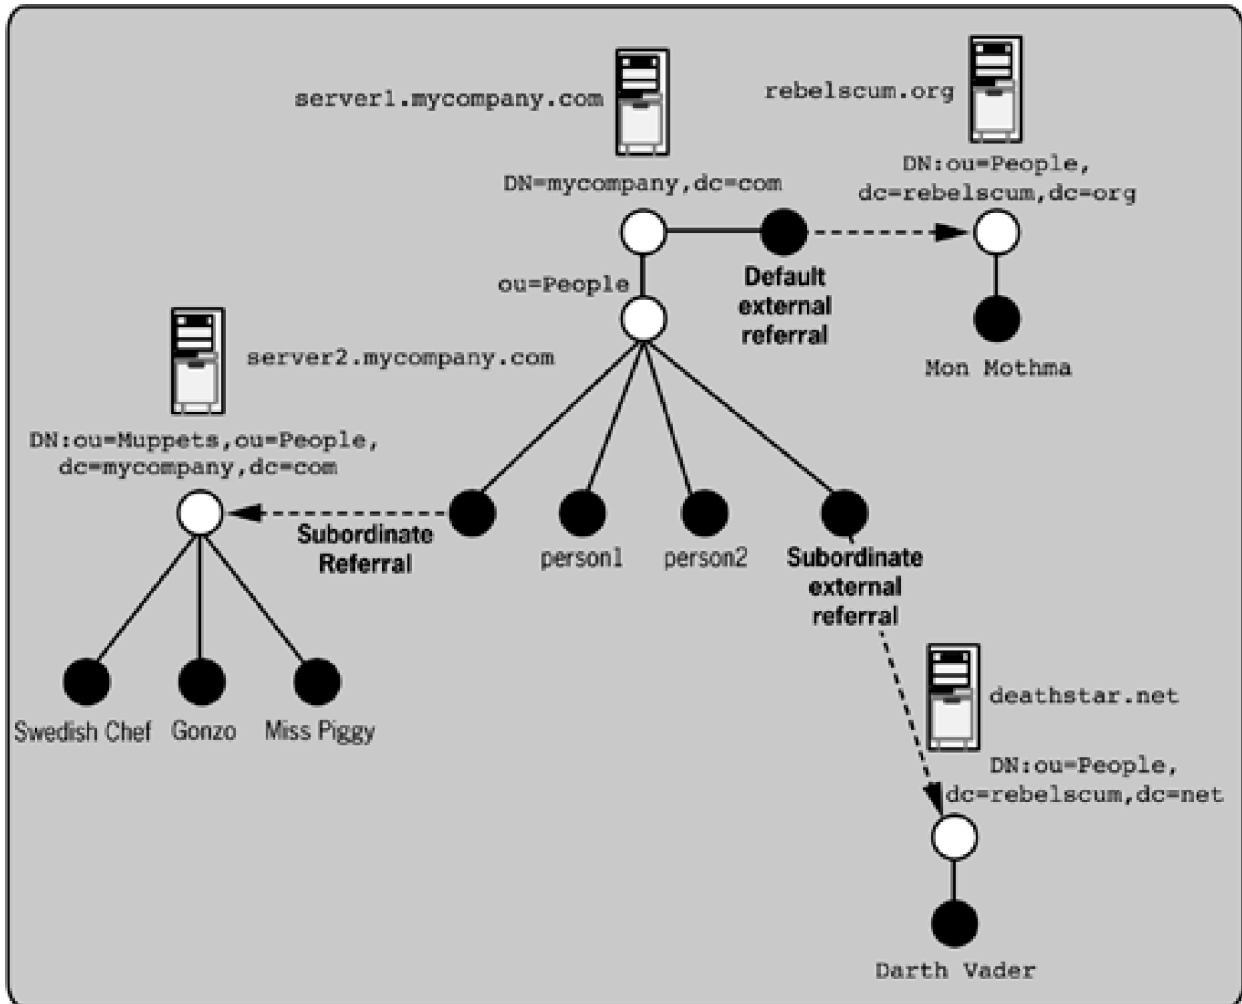 server1.mycompany.com
rebelscum.org
DN=mycompany,dc=com
DN:ou=People,
dc=rebelscum,dc=org
ou=People
Default
external
referral
Mon Mothma
server2.mycompany.com
DN:ou=Muppets,ou=People,
dc=mycompany,dc=com
Subordinate
Referral
person1
person2
Subordinate
external
referral
Swedish Chef
Gonzo
Miss Piggy
deathstar.net
DN:ou=People,
dc=rebelscum,dc=net
Darth Vader